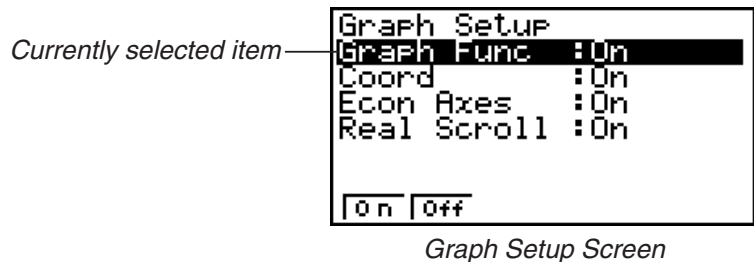 Graph Setup
Currently selected item
Graph Func :On
Coord :On
Econ Axes :On
Real Scroll :On
On Off
Graph Setup Screen